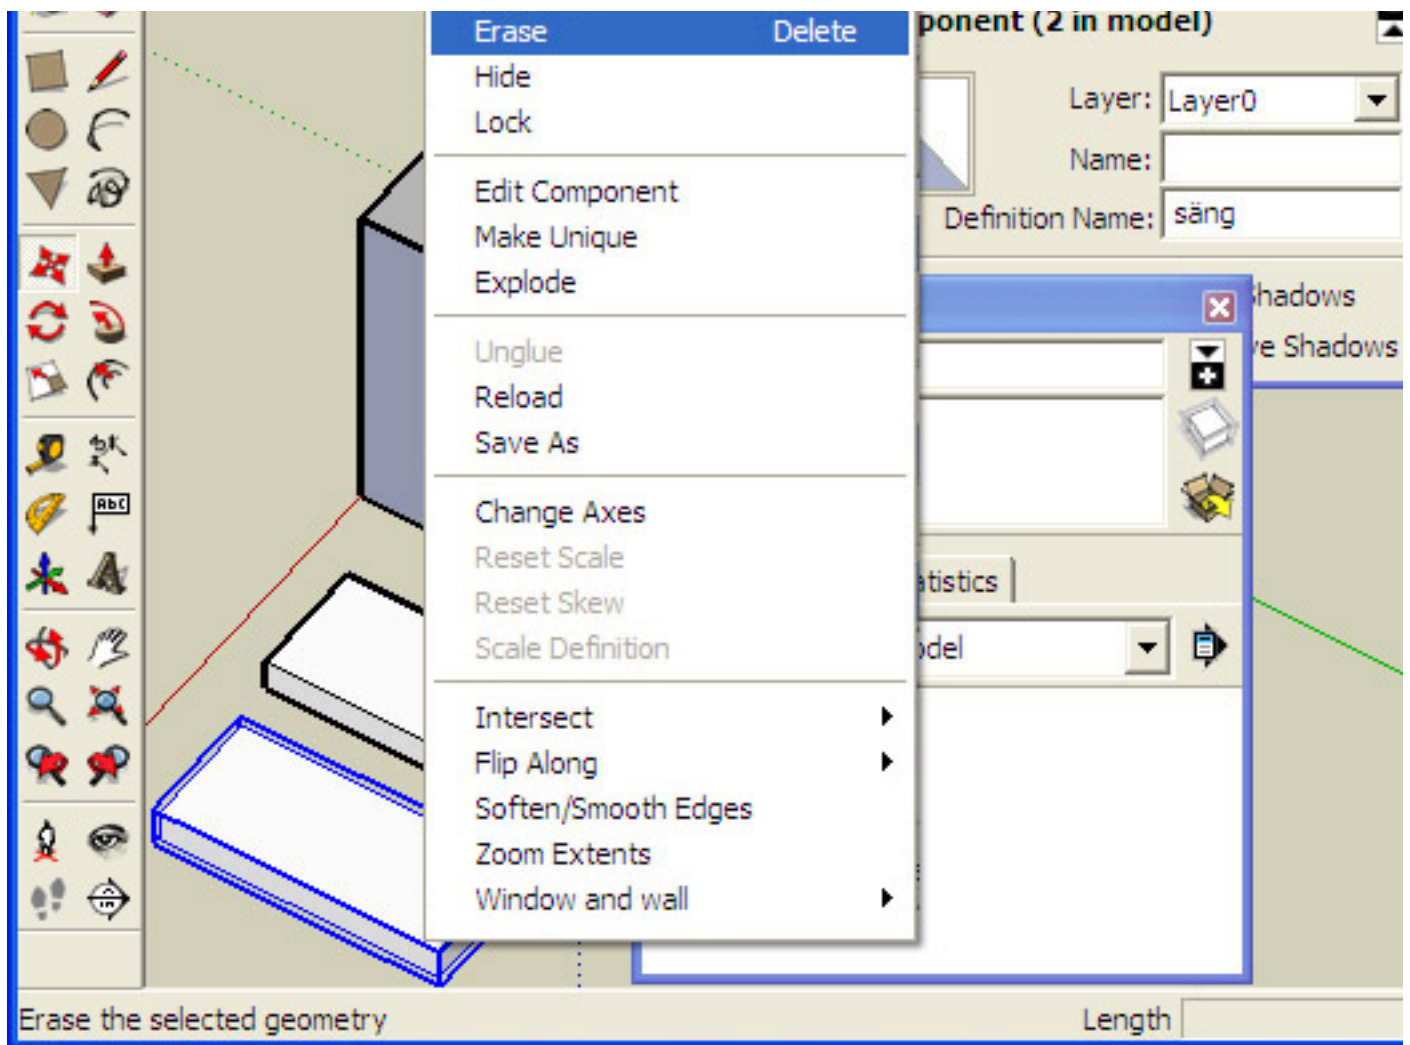 Erase Delete
Hide
Lock
Edit Component
Make Unique
Explode
Unglue
Reload
Save As
Change Axes
Reset Scale
Reset Skew
Scale Definition
Intersect
Flip Along
Soften/Smooth Edges
Zoom Extents
Window and wall
ponent (2 in model)
Layer: Layer0
Name:
Definition Name: säng
hadows
ve Shadows
atistics
odel
Abc
Erase the selected geometry
Length